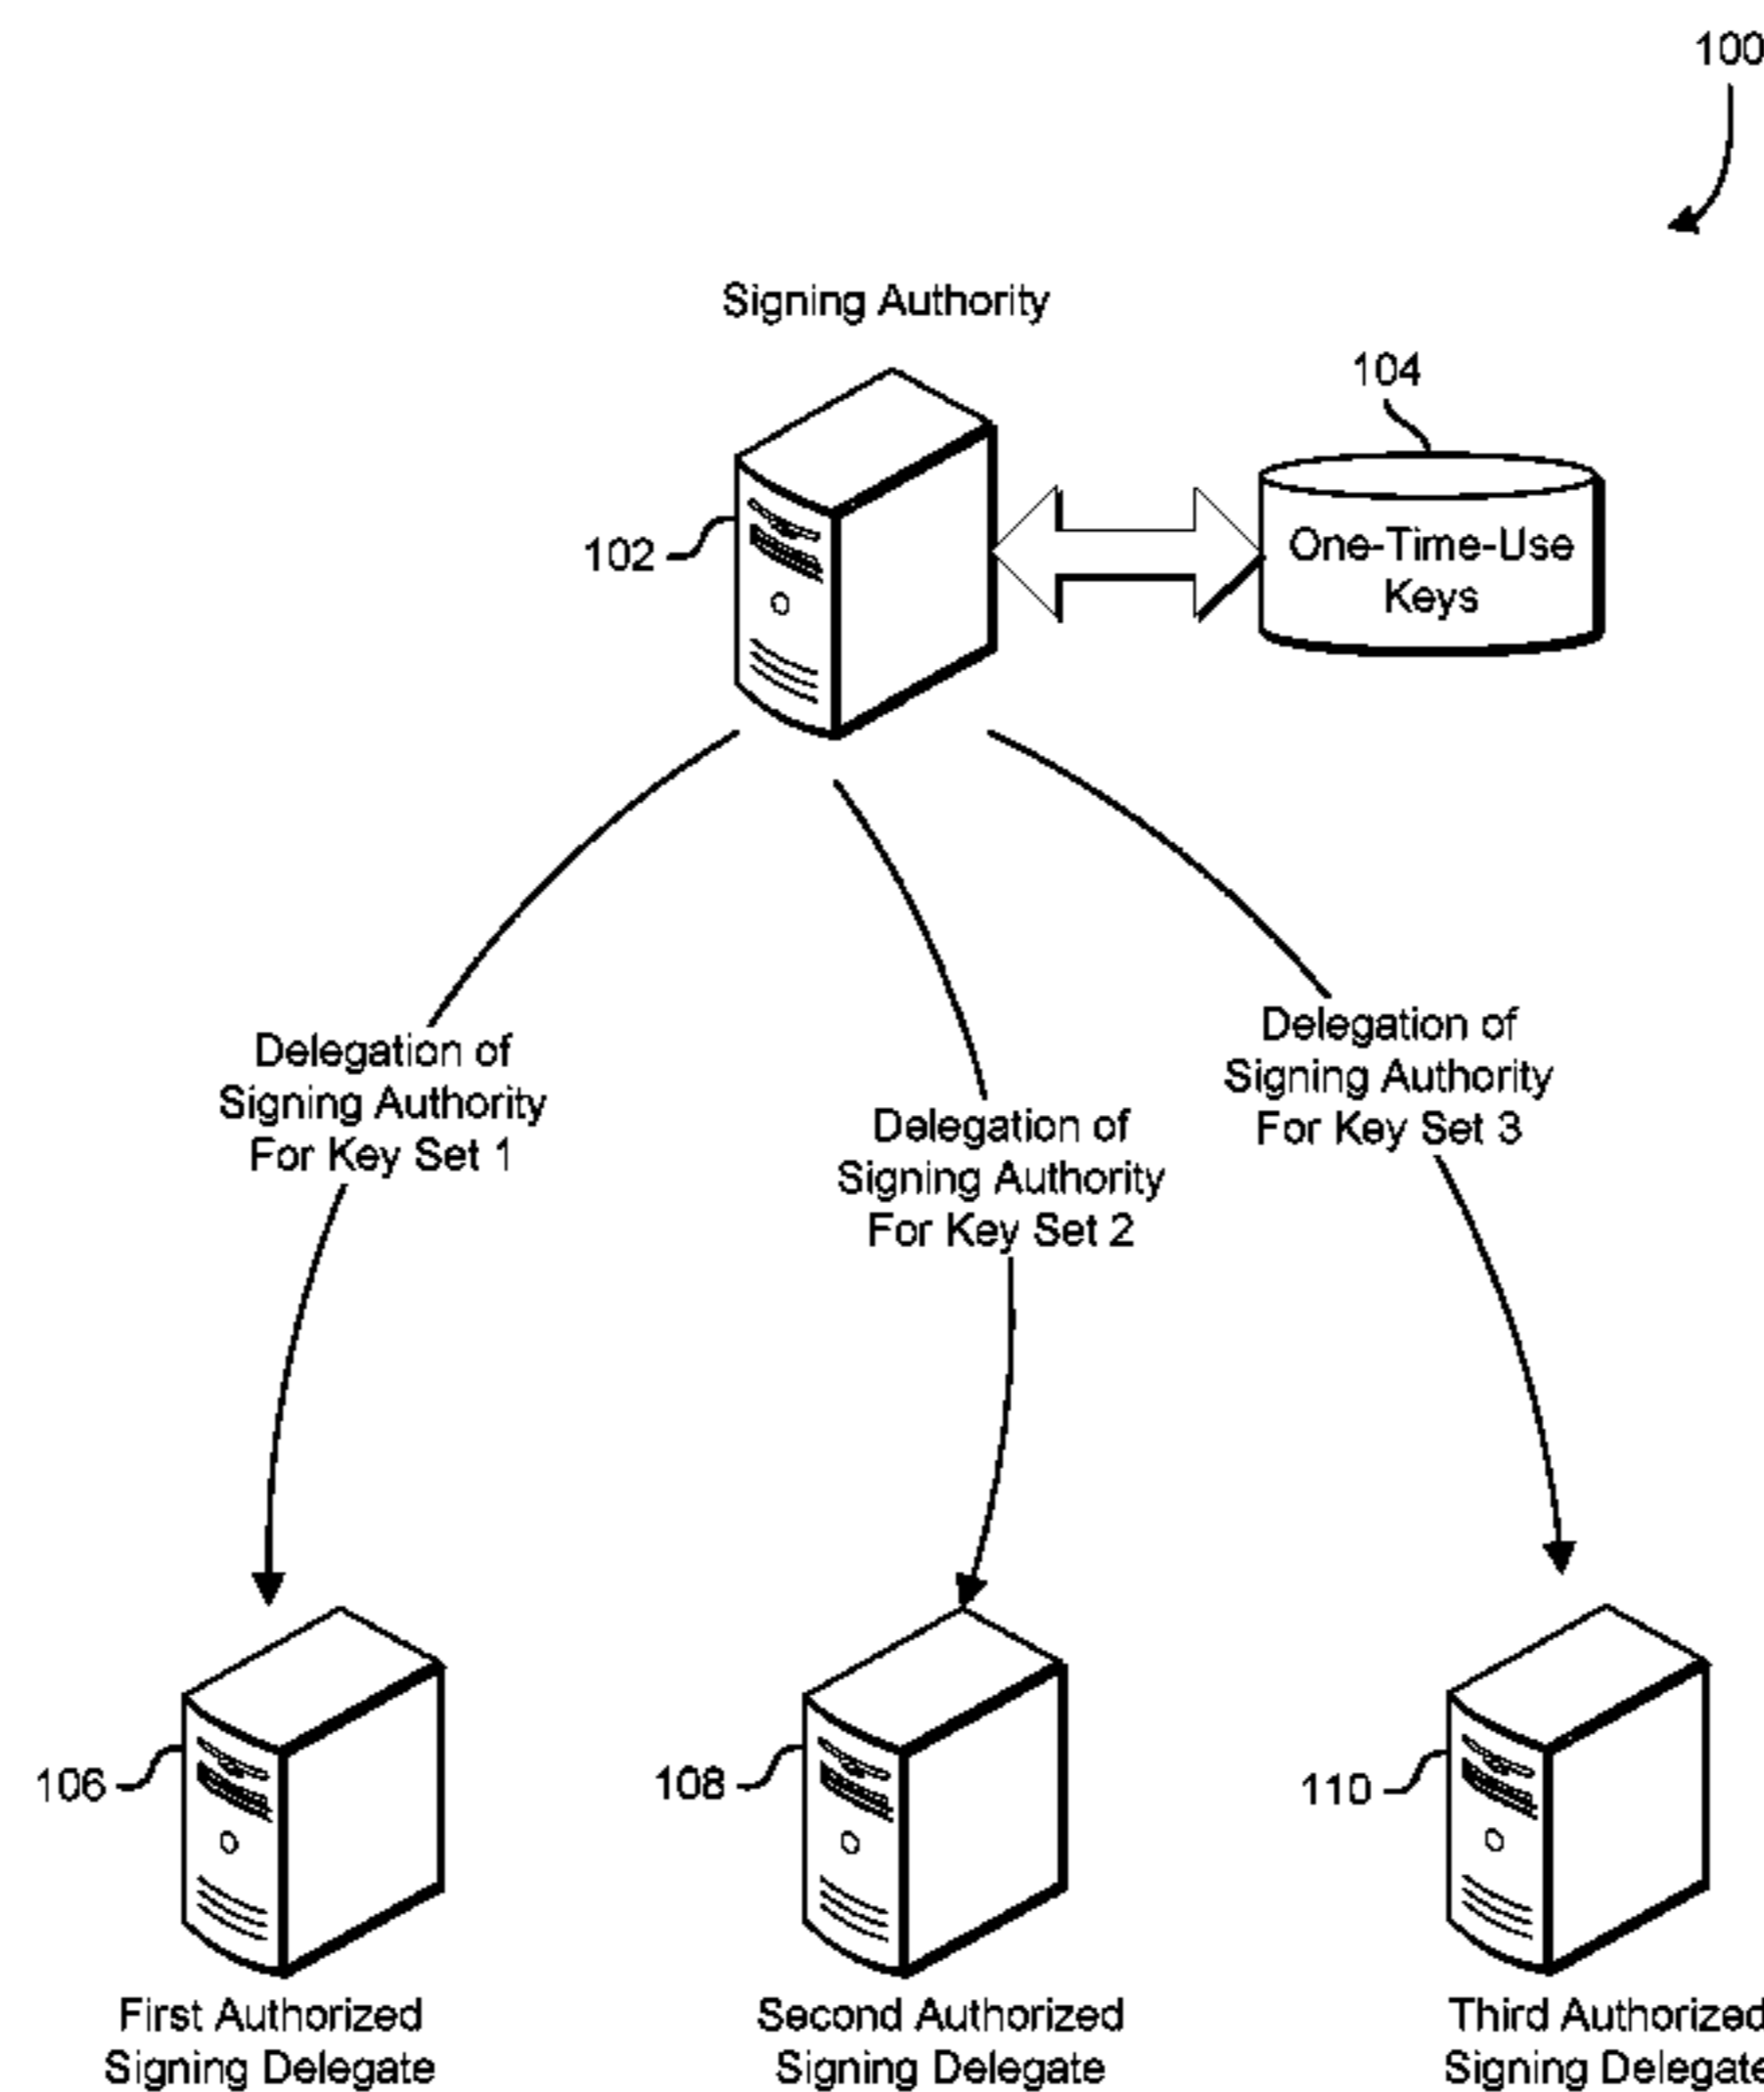 100
Signing Authority
104
102
One-Time-Use
Keys
Delegation of
Signing Authority
For Key Set 1
Delegation of
Signing Authority
For Key Set 2
Delegation of
Signing Authority
For Key Set 3
106
108
110
First Authorized
Signing Delegate
Second Authorized
Signing Delegate
Third Authorized
Signing Delegate